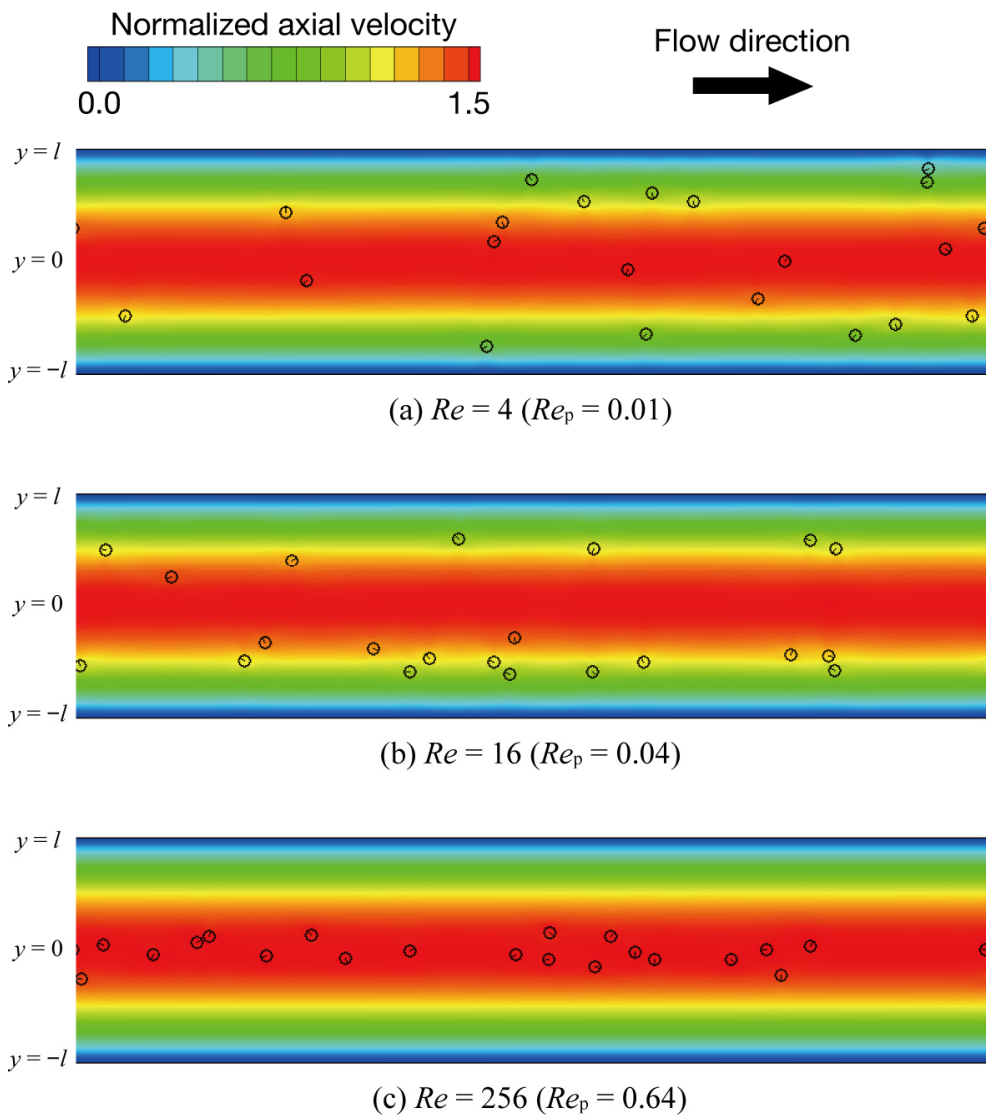 Normalized axial velocity
Flow direction
0.0 1.5
y = l
y = 0
y = −l
(a) Re = 4 (Rep = 0.01)
y = l
y = 0
y = −l
(b) Re = 16 (Rep = 0.04)
y = l
y = 0
y = −l
(c) Re = 256 (Rep = 0.64)